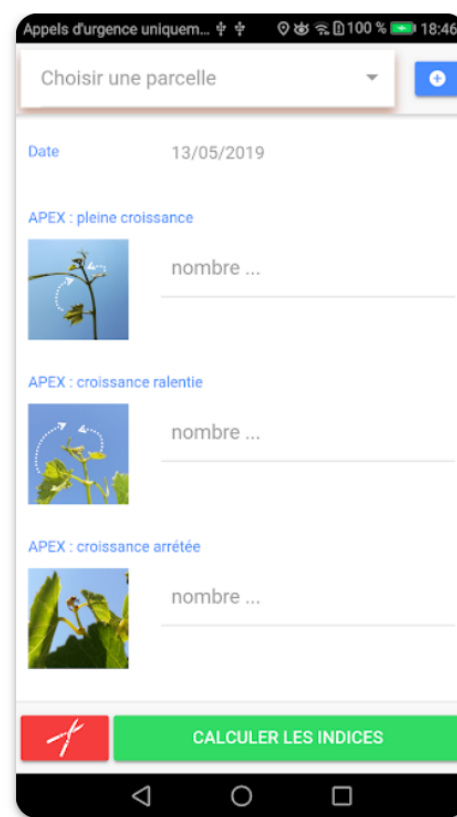 Appels d'urgence uniquem... 100 % 18:46
Choisir une parcelle
Date 13/05/2019
APEX : pleine croissance
nombre ...
APEX : croissance ralentie
nombre ...
APEX : croissance arrétée
nombre ...
CALCULER LES INDICES